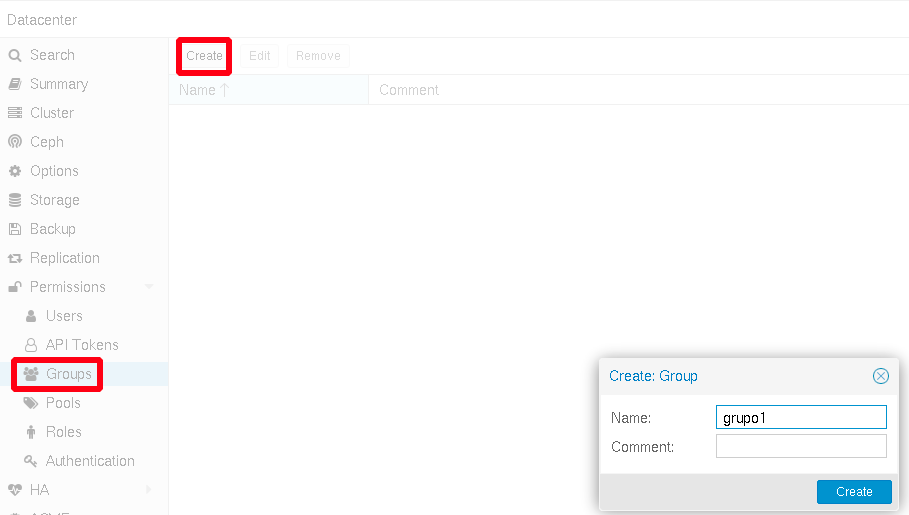 Datacenter
Search
Summary
Cluster
Ceph
Options
Storage
Backup
Replication
Permissions
Users
API Tokens
Groups
Pools
Roles
Authentication
HA
ACME
Create Edit Remove
Name Comment
Create: Group
Name: grupo1
Comment:
Create